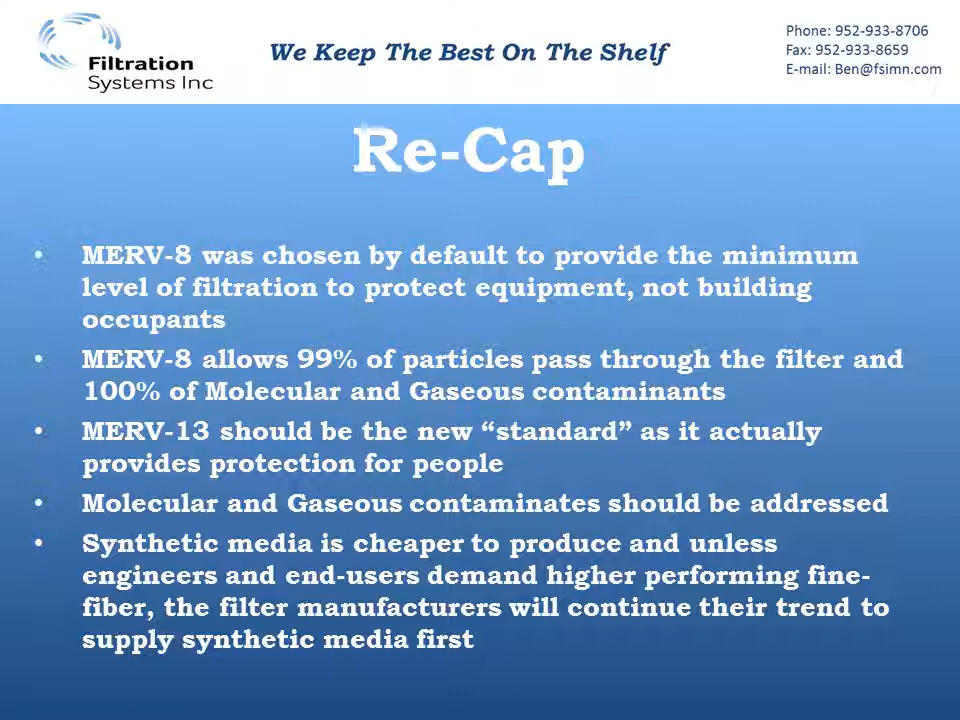 Filtration
Systems Inc
We Keep The Best On The Shelf
Phone: 952-933-8706
Fax: 952-933-8659
E-mail: Ben@fsimn.com
Re-Cap
• MERV-8 was chosen by default to provide the minimum
level of filtration to protect equipment, not building
occupants
• MERV-8 allows 99% of particles pass through the filter and
100% of Molecular and Gaseous contaminants
• MERV-13 should be the new “standard” as it actually
provides protection for people
• Molecular and Gaseous contaminates should be addressed
• Synthetic media is cheaper to produce and unless
engineers and end-users demand higher performing fine-
fiber, the filter manufacturers will continue their trend to
supply synthetic media first